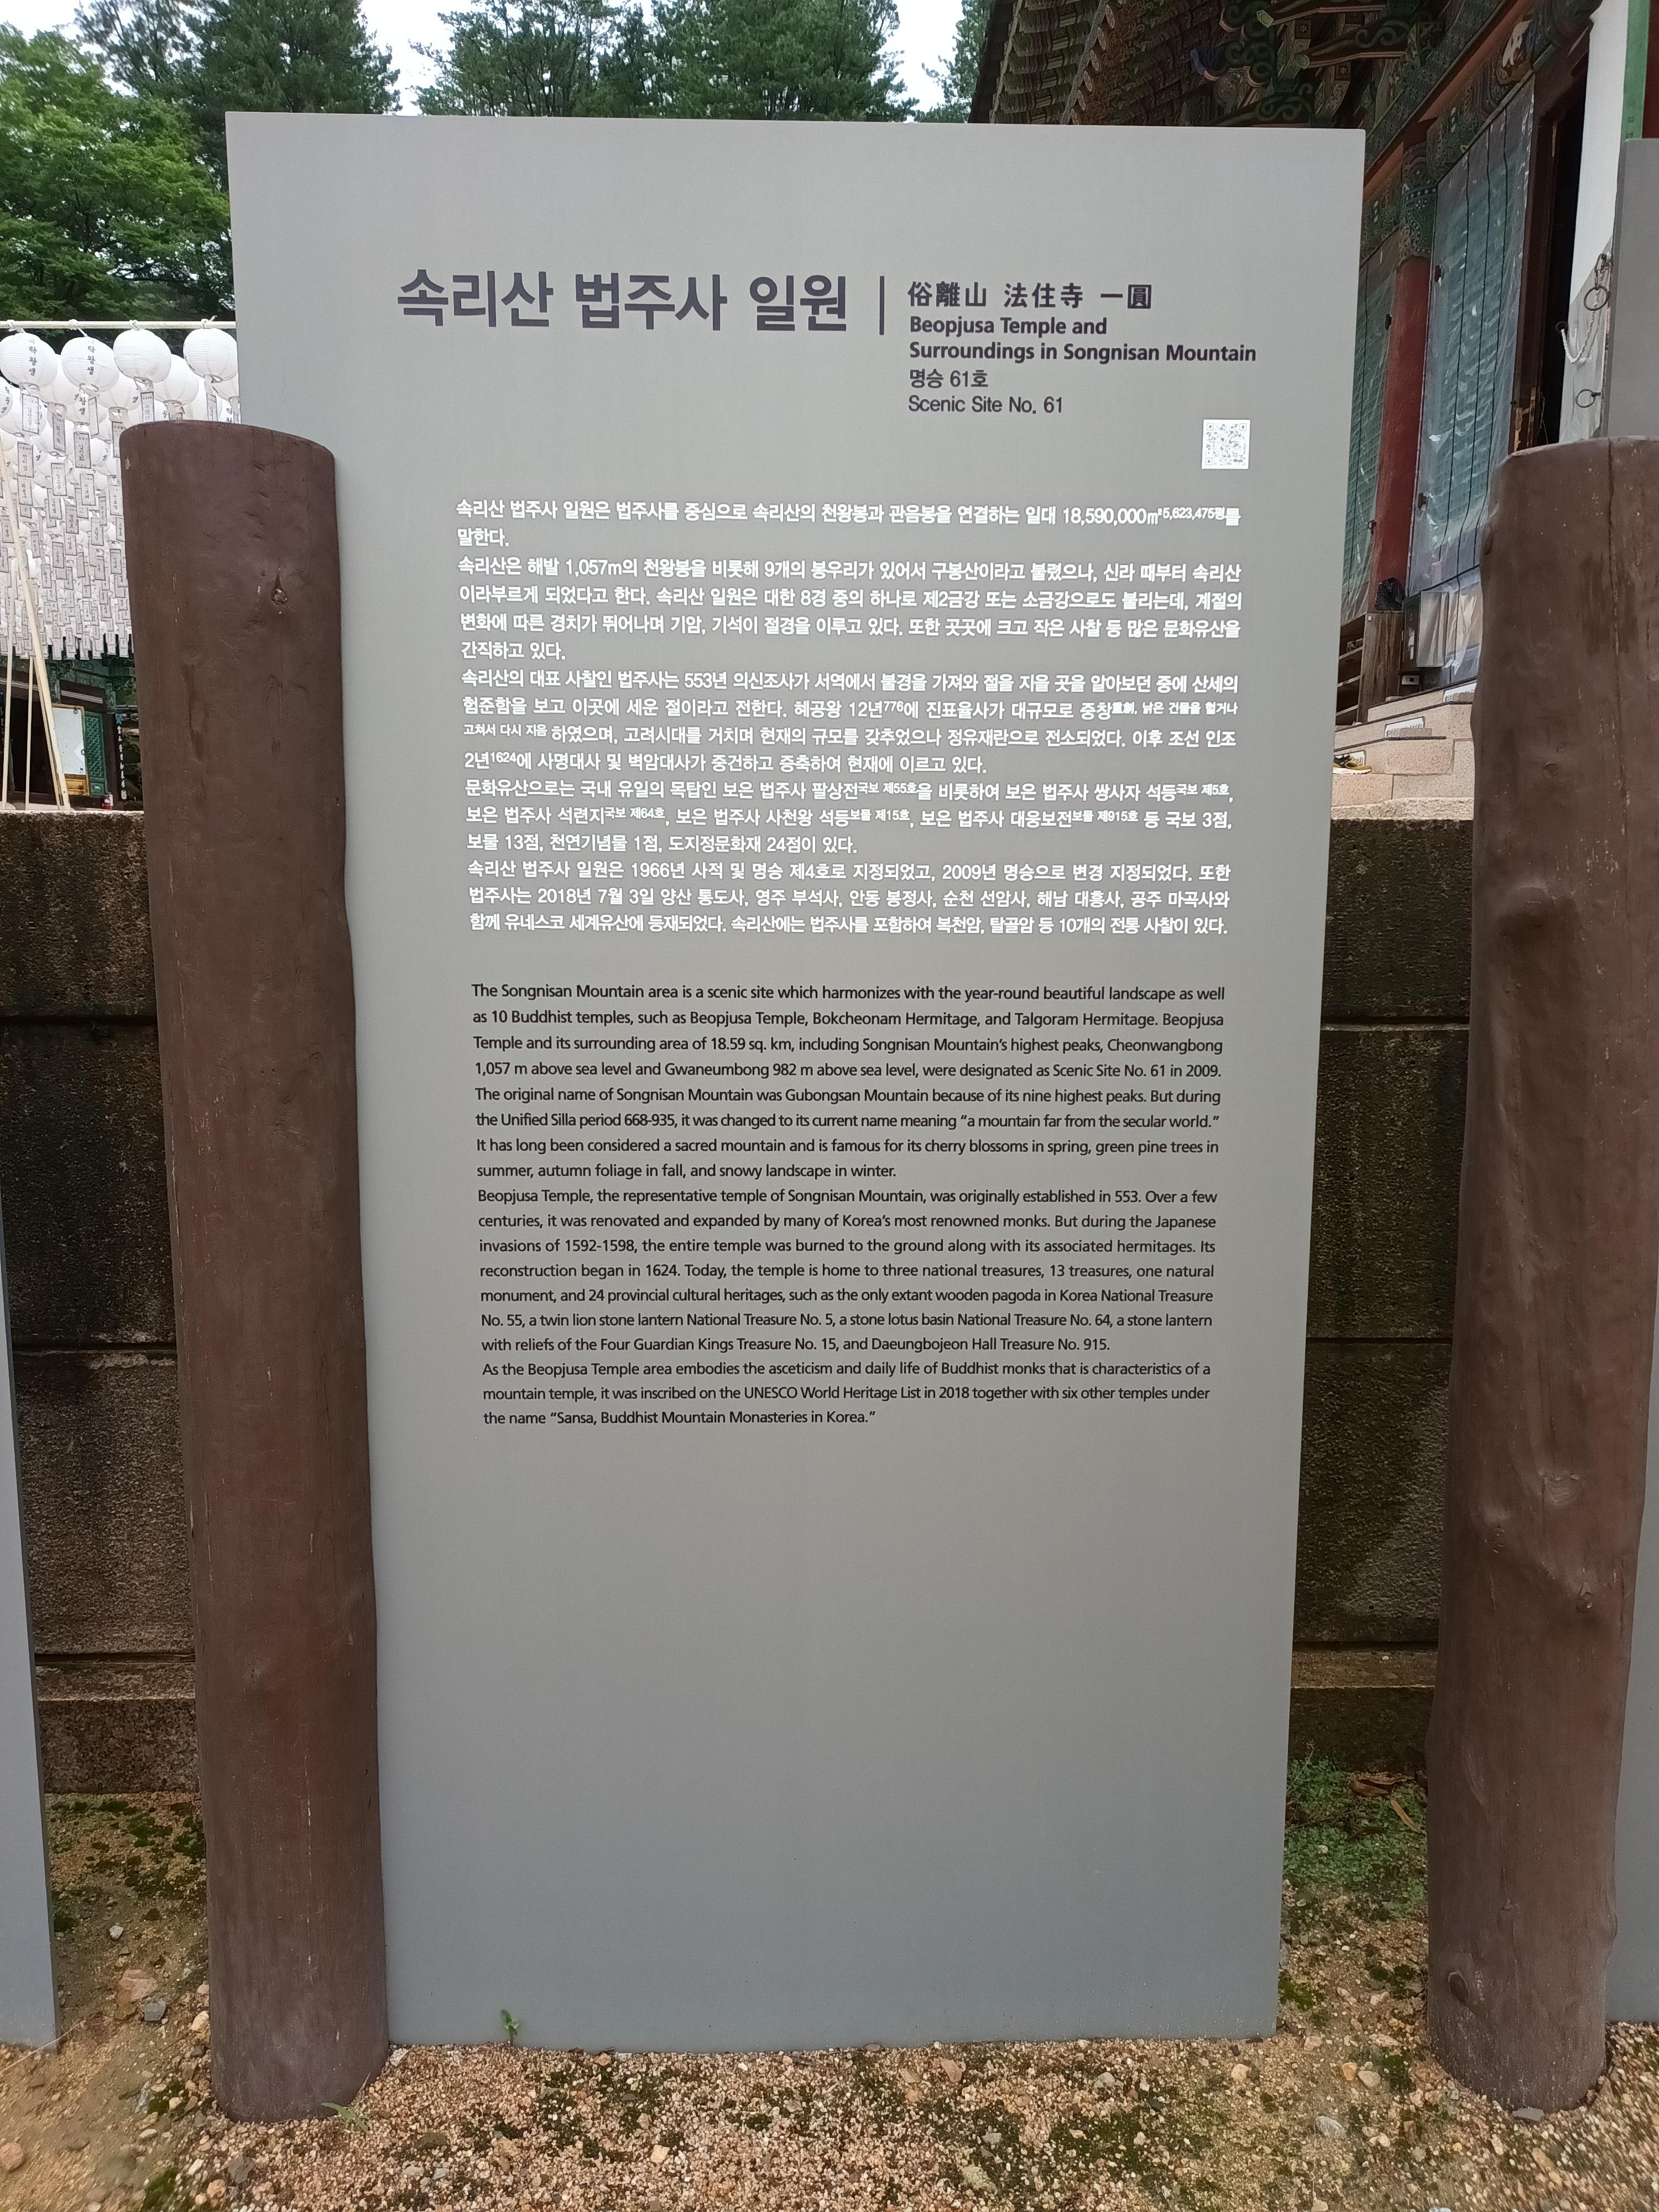 속리산 법주사 일원
俗離山 法住寺 一圓
Beopjusa Temple and
Surroundings in Songnisan Mountain
명승 61호
Scenic Site No. 61
속리산 법주사 일원은 법주사를 중심으로 속리산의 천왕봉과 관음봉을 연결하는 일대 18,590,000㎡5,623,475평를
말한다.
속리산은 해발 1,057m의 천왕봉을 비롯해 9개의 봉우리가 있어서 구봉산이라고 불렸으나, 신라 때부터 속리산
이라부르게 되었다고 한다. 속리산 일원은 대한 8경 중의 하나로 제2금강 또는 소금강으로도 불리는데, 계절의
변화에 따른 경치가 뛰어나며 기암, 기석이 절경을 이루고 있다. 또한 곳곳에 크고 작은 사찰 등 많은 문화유산을
간직하고 있다.
속리산의 대표 사찰인 법주사는 553년 의신조사가 서역에서 불경을 가져와 절을 지을 곳을 알아보던 중에 산세의
험준함을 보고 이곳에 세운 절이라고 전한다. 혜공왕 12년776에 진표율사가 대규모로 중창重創, 낡은 건물을 헐거나
고쳐서 다시 지음 하였으며, 고려시대를 거치며 현재의 규모를 갖추었으나 정유재란으로 전소되었다. 이후 조선 인조
2년1624에 사명대사 및 벽암대사가 중건하고 증축하여 현재에 이르고 있다.
문화유산으로는 국내 유일의 목탑인 보은 법주사 팔상전국보 제55호을 비롯하여 보은 법주사 쌍사자 석등국보 제5호,
보은 법주사 석련지국보 제64호, 보은 법주사 사천왕 석등보물 제15호, 보은 법주사 대웅보전보물 제915호 등 국보 3점,
보물 13점, 천연기념물 1점, 도지정문화재 24점이 있다.
속리산 법주사 일원은 1966년 사적 및 명승 제4호로 지정되었고, 2009년 명승으로 변경 지정되었다. 또한
법주사는 2018년 7월 3일 양산 통도사, 영주 부석사, 안동 봉정사, 순천 선암사, 해남 대흥사, 공주 마곡사와
함께 유네스코 세계유산에 등재되었다. 속리산에는 법주사를 포함하여 복천암, 탈골암 등 10개의 전통 사찰이 있다.
The Songnisan Mountain area is a scenic site which harmonizes with the year-round beautiful landscape as well
as 10 Buddhist temples, such as Beopjusa Temple, Bokcheonam Hermitage, and Talgoram Hermitage. Beopjusa
Temple and its surrounding area of 18.59 sq. km, including Songnisan Mountain's highest peaks, Cheonwangbong
1,057 m above sea level and Gwaneumbong 982 m above sea level, were designated as Scenic Site No. 61 in 2009.
The original name of Songnisan Mountain was Gubongsan Mountain because of its nine highest peaks. But during
the Unified Silla period 668-935, it was changed to its current name meaning “a mountain far from the secular world.”
It has long been considered a sacred mountain and is famous for its cherry blossoms in spring, green pine trees in
summer, autumn foliage in fall, and snowy landscape in winter.
Beopjusa Temple, the representative temple of Songnisan Mountain, was originally established in 553. Over a few
centuries, it was renovated and expanded by many of Korea's most renowned monks. But during the Japanese
invasions of 1592-1598, the entire temple was burned to the ground along with its associated hermitages. Its
reconstruction began in 1624. Today, the temple is home to three national treasures, 13 treasures, one natural
monument, and 24 provincial cultural heritages, such as the only extant wooden pagoda in Korea National Treasure
No. 55, a twin lion stone lantern National Treasure No. 5, a stone lotus basin National Treasure No. 64, a stone lantern
with reliefs of the Four Guardian Kings Treasure No. 15, and Daeungbojeon Hall Treasure No. 915.
As the Beopjusa Temple area embodies the asceticism and daily life of Buddhist monks that is characteristics of a
mountain temple, it was inscribed on the UNESCO World Heritage List in 2018 together with six other temples under
the name “Sansa, Buddhist Mountain Monasteries in Korea.”